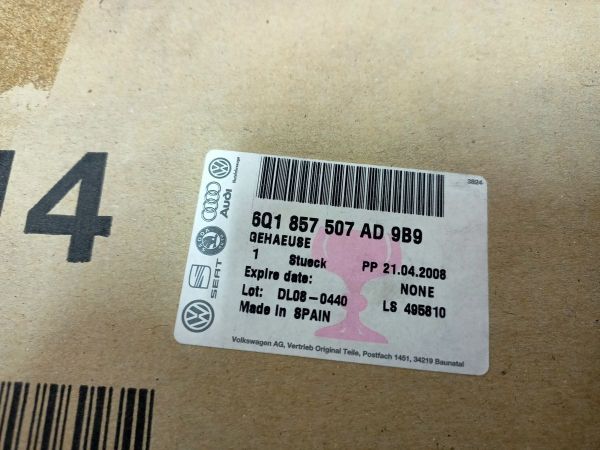 14
3824
6Q1 857 507 AD 9B9
GEHAEUSE
1 Stueck PP 21.04.2008
Expire date: NONE
Lot: DL08-0440 LS 495810
Made in SPAIN
Volkswagen AG, Vertrieb Original Teile, Postfach 1451, 34219 Baunatal
Audi
SEAT